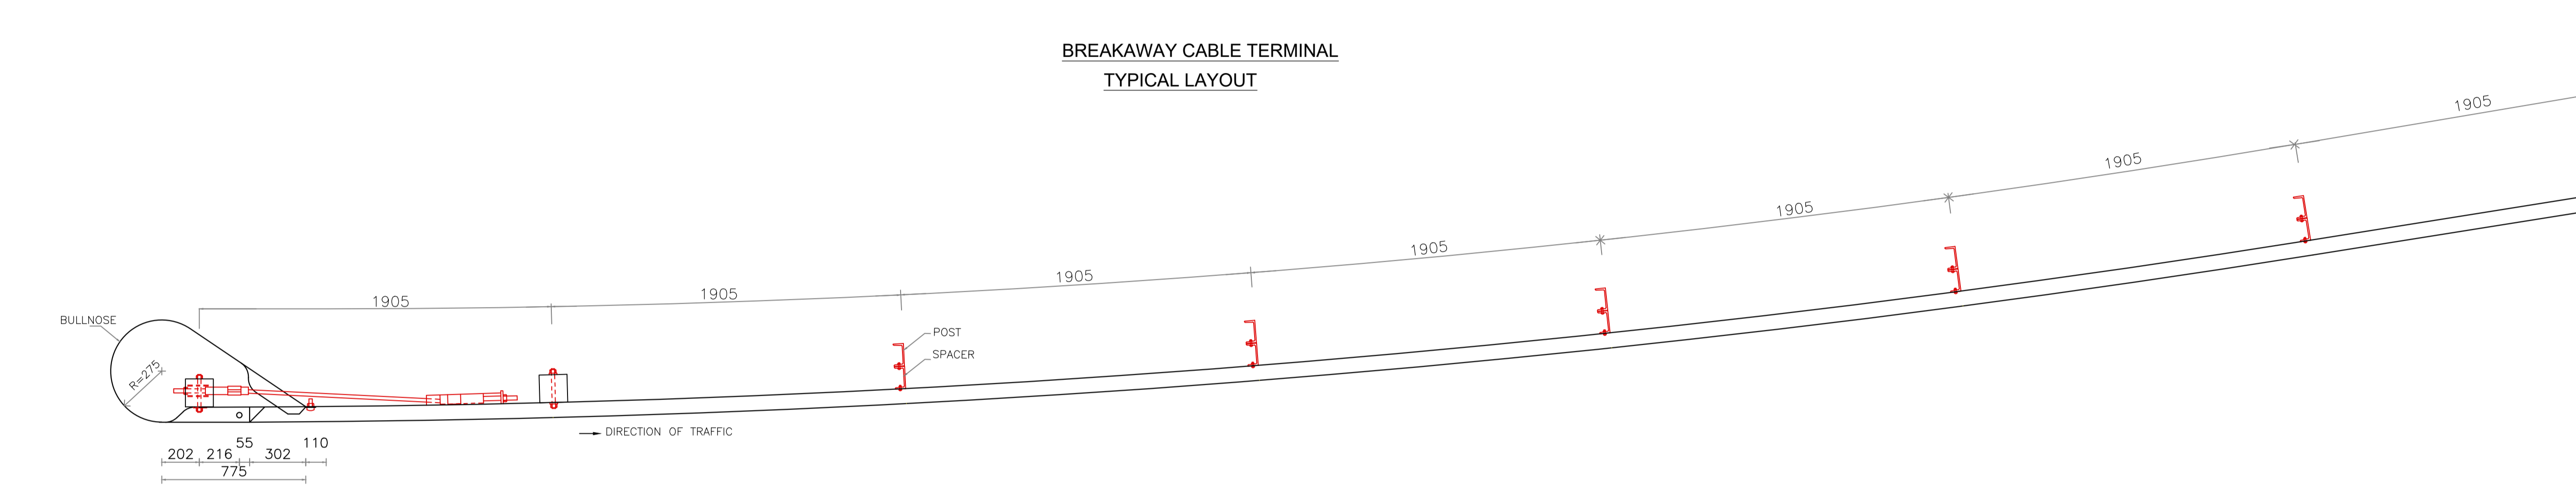 BREAKAWAY CABLE TERMINAL
TYPICAL LAYOUT
1905
1905
1905
1905
1905
1905
1905
BULLNOSE
R=275
POST
SPACER
DIRECTION OF TRAFFIC
55
110
202
216
302
775